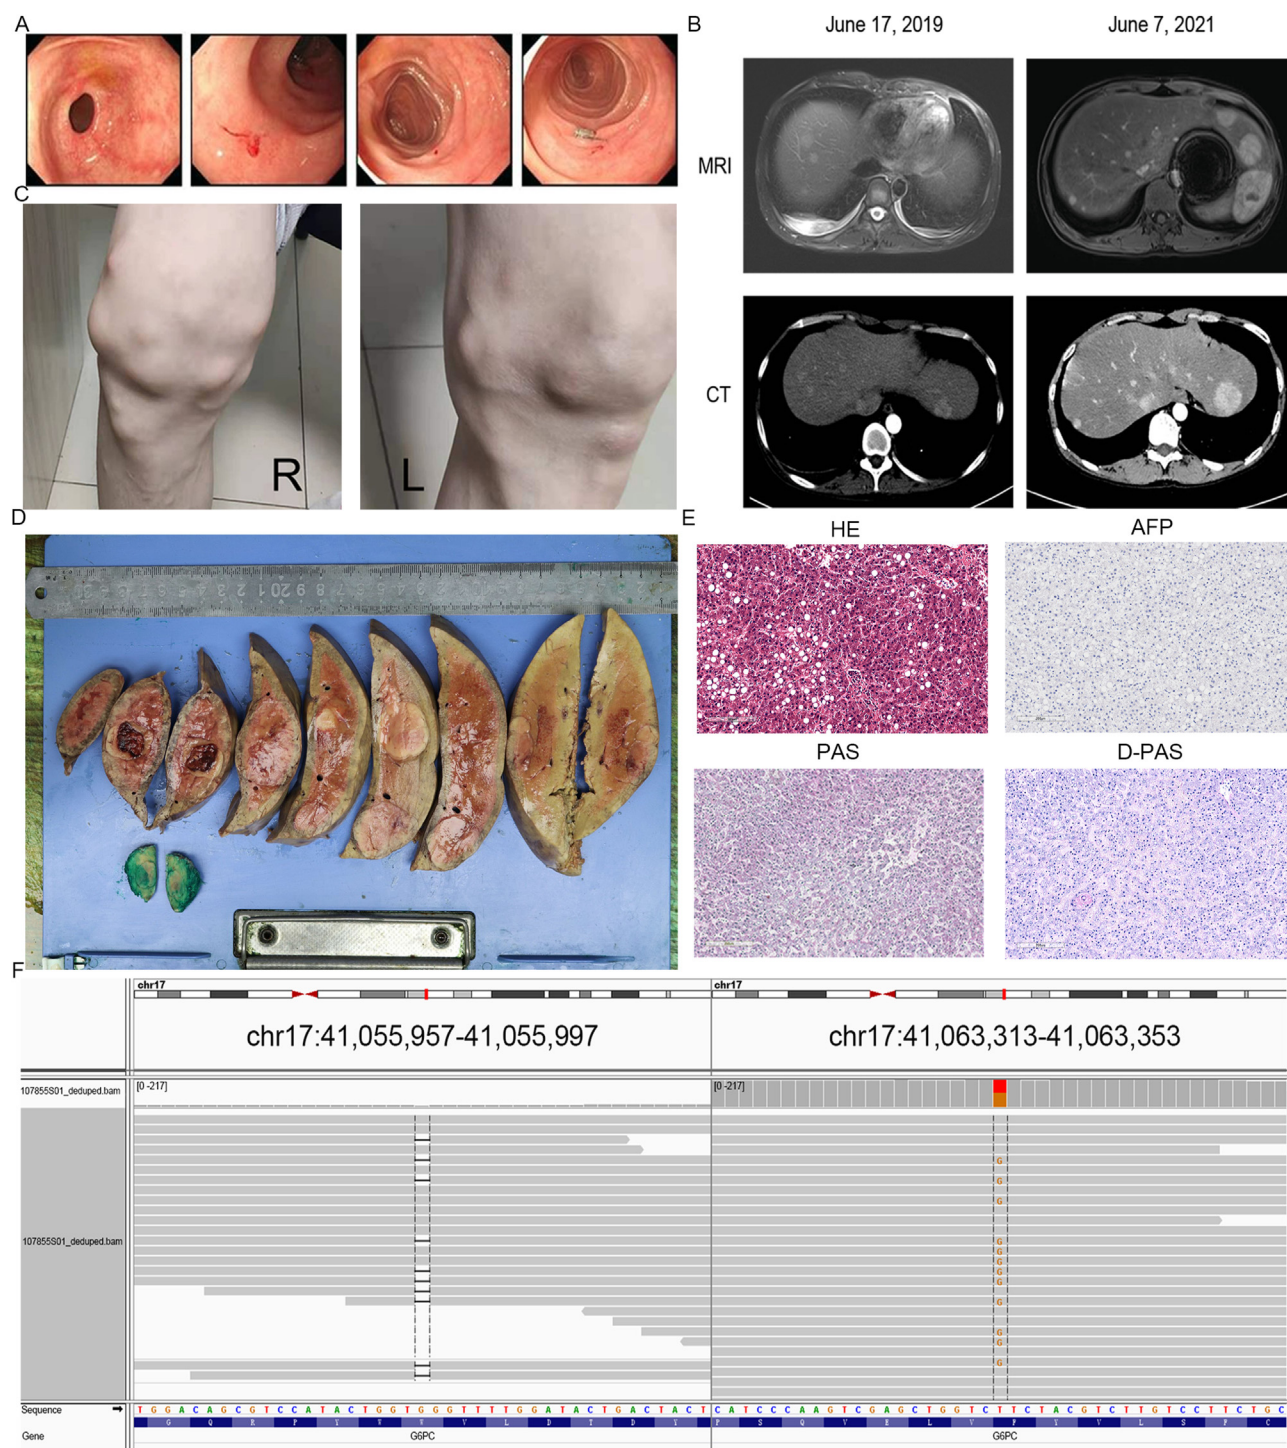 A
B
June 17, 2019
June 7, 2021
MRI
C
CT
R
L
D
E
HE
AFP
PAS
D-PAS
F
chr17
chr17
chr17:41,055,957-41,055,997
chr17:41,063,313-41,063,353
107855S01_deduped.bam
[0 -217]
[0 -217]
G
G
G
G
G
G
G
G
G
G
G
G
107855S01_deduped.bam
Sequence
T G G A C A G C G T C C A T A C T G G T G G G T T T T G G A T A C T G A C T A C T
C A T C C C A A G T C G A G C T G G T C T T C T A C G T C T T G T C C T T C T G C
G Q R P Y W V L D T D Y
P S Q V E L V F Y V L S F C
Gene
G6PC
G6PC